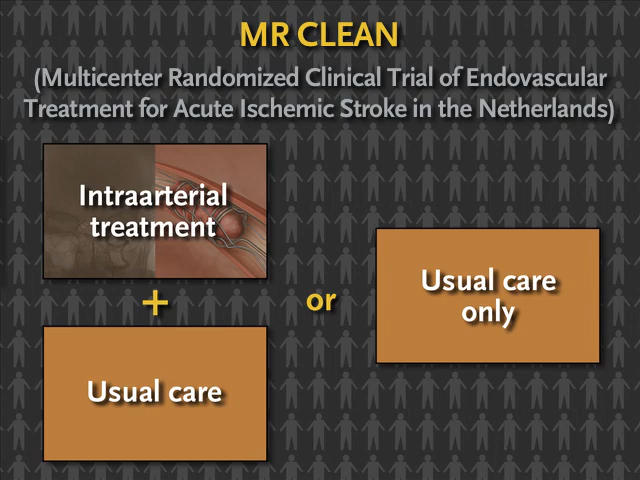 MR CLEAN
(Multicenter Randomized Clinical Trial of Endovascular
Treatment for Acute Ischemic Stroke in the Netherlands)
Intraarterial
treatment
+
Usual care
or
Usual care
only